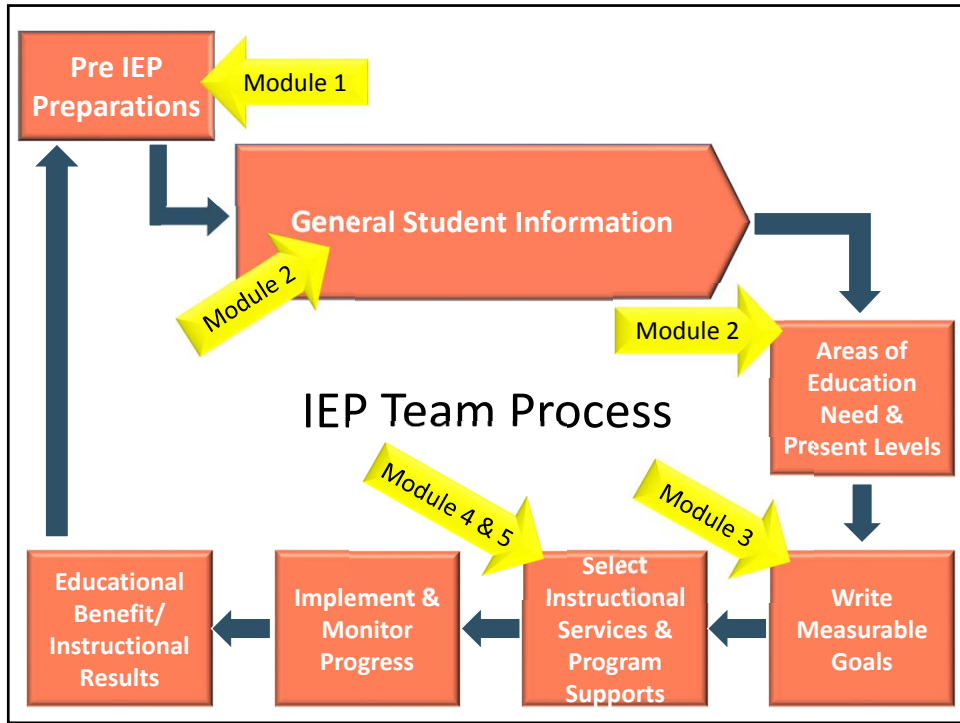 Pre IEP
Preparations
Module 1
General Student Information
Module 2
Module 2
Areas of
Education
Need &
Present Levels
IEP Team Process
Module 4 & 5
Module 3
Educational
Benefit/
Instructional
Results
Implement &
Monitor
Progress
Select
Instructional
Services &
Program
Supports
Write
Measurable
Goals